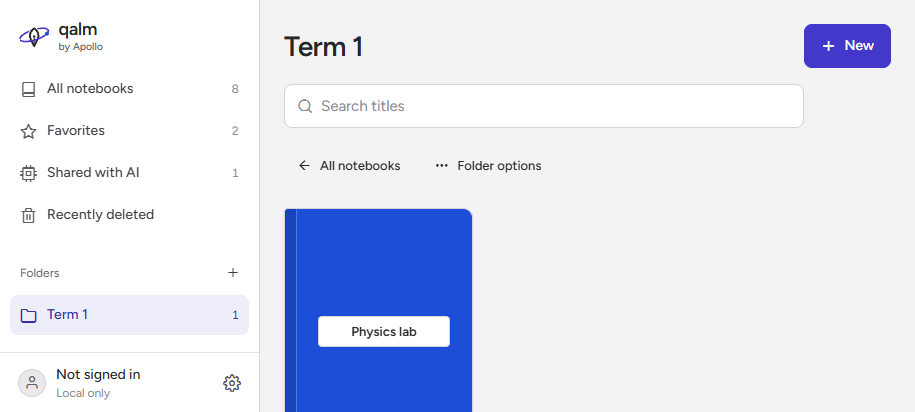 qalm
by Apollo
All notebooks 8
Favorites 2
Shared with AI 1
Recently deleted
Folders
Term 1 1
Not signed in
Local only
Term 1
New
Search titles
All notebooks
Folder options
Physics lab